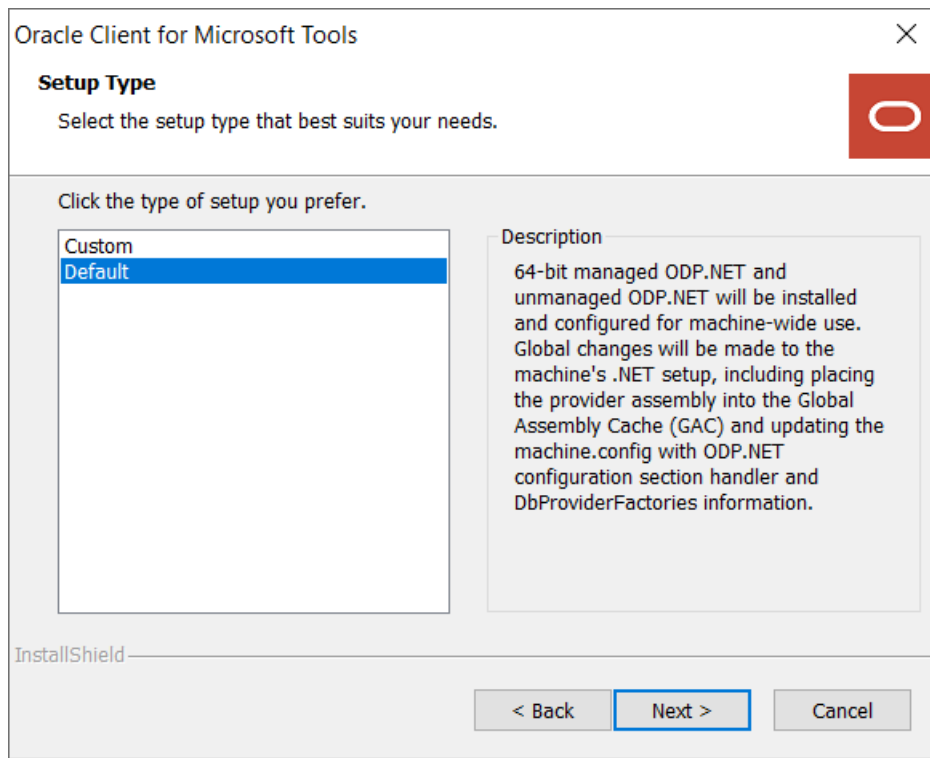 Oracle Client for Microsoft Tools
Setup Type
Select the setup type that best suits your needs.
Click the type of setup you prefer.
Custom
Default
Description
64-bit managed ODP.NET and
unmanaged ODP.NET will be installed
and configured for machine-wide use.
Global changes will be made to the
machine's .NET setup, including placing
the provider assembly into the Global
Assembly Cache (GAC) and updating the
machine.config with ODP.NET
configuration section handler and
DbProviderFactories information.
InstallShield
< Back
Next >
Cancel